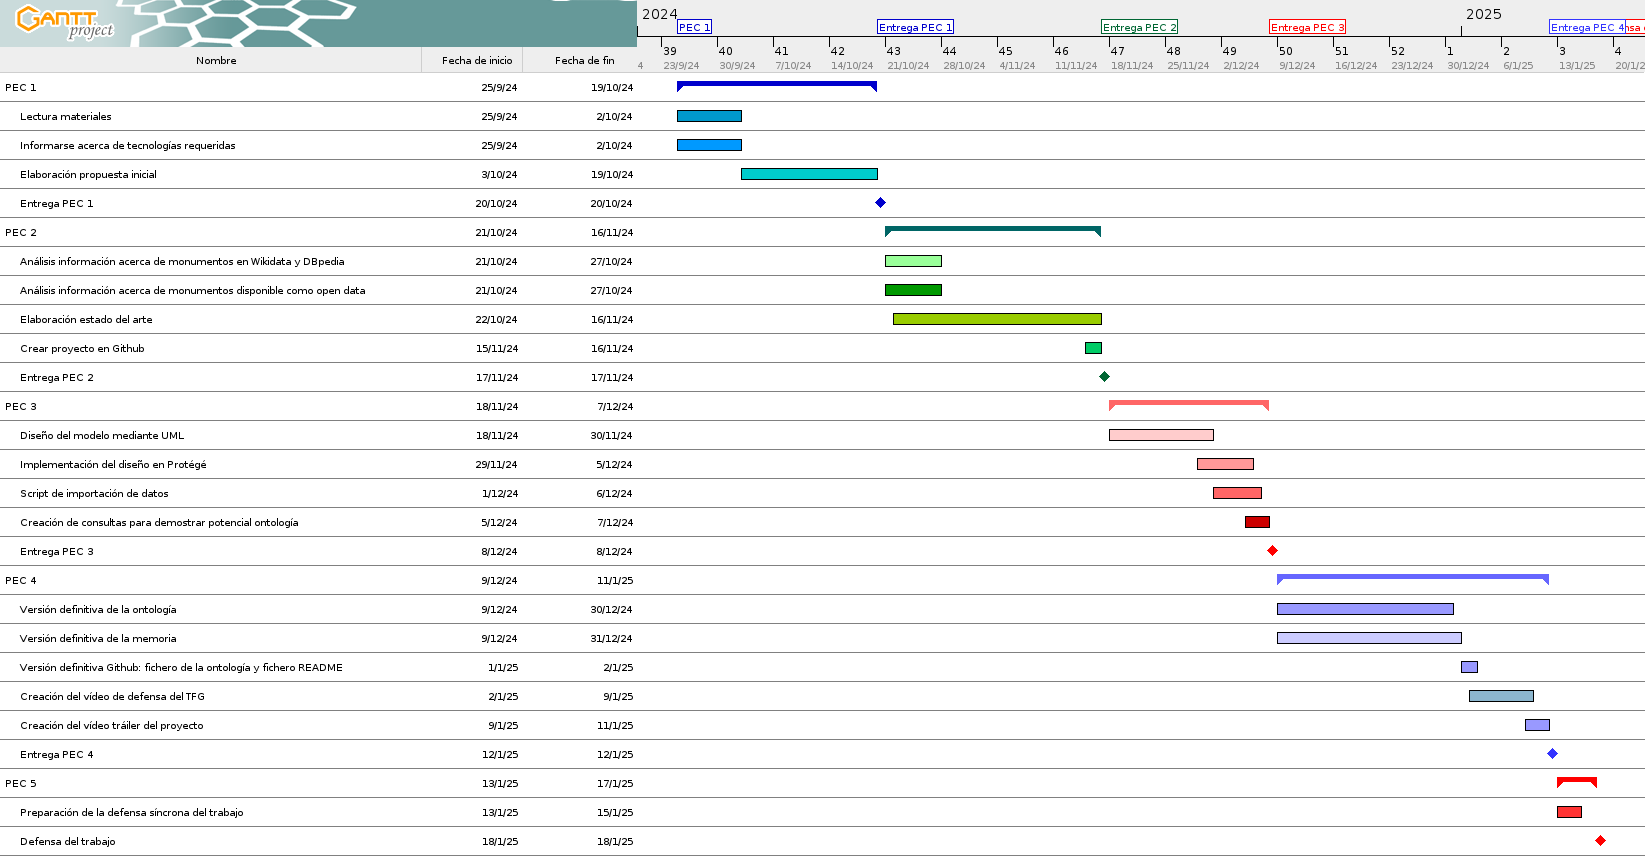 GANTT project
2024 2025
PEC 1 Entrega PEC 1 Entrega PEC 2 Entrega PEC 3 Entrega PEC 4 nsa
39 40 41 42 43 44 45 46 47 48 49 50 51 52 1 2 3 4
Nombre Fecha de inicio Fecha de fin 4 23/9/24 30/9/24 7/10/24 14/10/24 21/10/24 28/10/24 4/11/24 11/11/24 18/11/24 25/11/24 2/12/24 9/12/24 16/12/24 23/12/24 30/12/24 6/1/25 13/1/25 20/1/2
PEC 1 25/9/24 19/10/24
Lectura materiales 25/9/24 2/10/24
Informarse acerca de tecnologías requeridas 25/9/24 2/10/24
Elaboración propuesta inicial 3/10/24 19/10/24
Entrega PEC 1 20/10/24 20/10/24
PEC 2 21/10/24 16/11/24
Análisis información acerca de monumentos en Wikidata y DBpedia 21/10/24 27/10/24
Análisis información acerca de monumentos disponible como open data 21/10/24 27/10/24
Elaboración estado del arte 22/10/24 16/11/24
Crear proyecto en Github 15/11/24 16/11/24
Entrega PEC 2 17/11/24 17/11/24
PEC 3 18/11/24 7/12/24
Diseño del modelo mediante UML 18/11/24 30/11/24
Implementación del diseño en Protégé 29/11/24 5/12/24
Script de importación de datos 1/12/24 6/12/24
Creación de consultas para demostrar potencial ontología 5/12/24 7/12/24
Entrega PEC 3 8/12/24 8/12/24
PEC 4 9/12/24 11/1/25
Versión definitiva de la ontología 9/12/24 30/12/24
Versión definitiva de la memoria 9/12/24 31/12/24
Versión definitiva Github: fichero de la ontología y fichero README 1/1/25 2/1/25
Creación del vídeo de defensa del TFG 2/1/25 9/1/25
Creación del vídeo tráiler del proyecto 9/1/25 11/1/25
Entrega PEC 4 12/1/25 12/1/25
PEC 5 13/1/25 17/1/25
Preparación de la defensa síncrona del trabajo 13/1/25 15/1/25
Defensa del trabajo 18/1/25 18/1/25